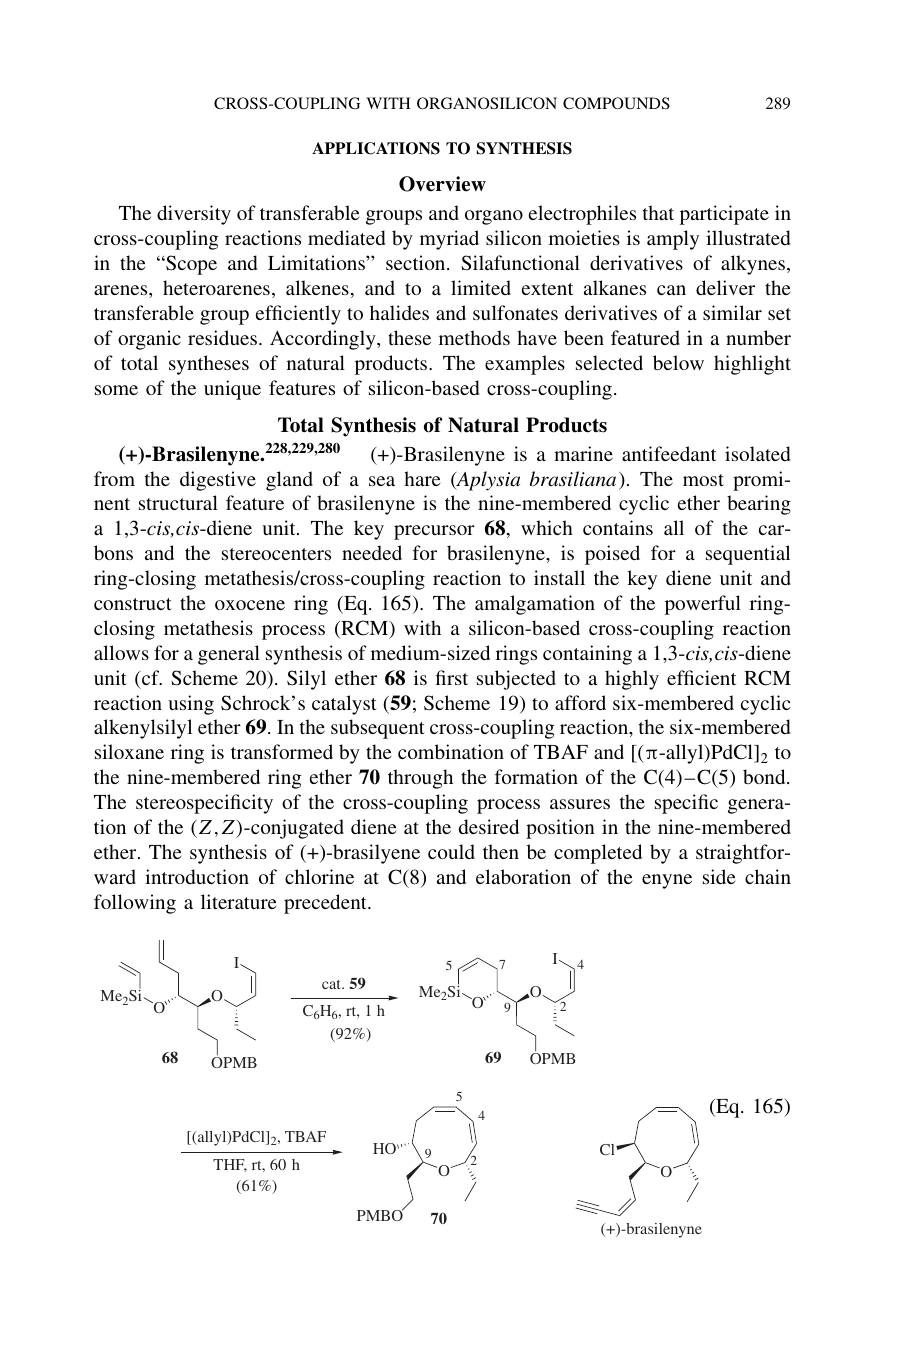 CROSS-COUPLING WITH ORGANOSILICON COMPOUNDS 289
APPLICATIONS TO SYNTHESIS
Overview
The diversity of transferable groups and organo electrophiles that participate in
cross-coupling reactions mediated by myriad silicon moieties is amply illustrated
in the “Scope and Limitations” section. Silafunctional derivatives of alkynes,
arenes, heteroarenes, alkenes, and to a limited extent alkanes can deliver the
transferable group efficiently to halides and sulfonates derivatives of a similar set
of organic residues. Accordingly, these methods have been featured in a number
of total syntheses of natural products. The examples selected below highlight
some of the unique features of silicon-based cross-coupling.
Total Synthesis of Natural Products
(+)-Brasilenyne.228,229,280 (+)-Brasilenyne is a marine antifeedant isolated
from the digestive gland of a sea hare (Aplysia brasiliana). The most promi-
nent structural feature of brasilenyne is the nine-membered cyclic ether bearing
a 1,3-cis,cis-diene unit. The key precursor 68, which contains all of the car-
bons and the stereocenters needed for brasilenyne, is poised for a sequential
ring-closing metathesis/cross-coupling reaction to install the key diene unit and
construct the oxocene ring (Eq. 165). The amalgamation of the powerful ring-
closing metathesis process (RCM) with a silicon-based cross-coupling reaction
allows for a general synthesis of medium-sized rings containing a 1,3-cis,cis-diene
unit (cf. Scheme 20). Silyl ether 68 is first subjected to a highly efficient RCM
reaction using Schrock’s catalyst (59; Scheme 19) to afford six-membered cyclic
alkenylsilyl ether 69. In the subsequent cross-coupling reaction, the six-membered
siloxane ring is transformed by the combination of TBAF and [(π-allyl)PdCl]2 to
the nine-membered ring ether 70 through the formation of the C(4)–C(5) bond.
The stereospecificity of the cross-coupling process assures the specific genera-
tion of the (Z,Z)-conjugated diene at the desired position in the nine-membered
ether. The synthesis of (+)-brasilyene could then be completed by a straightfor-
ward introduction of chlorine at C(8) and elaboration of the enyne side chain
following a literature precedent.
I
Me2Si
O
O
OPMB
68
cat. 59
C6H6, rt, 1 h
(92%)
5
7
I
4
Me2Si
O
O
9
2
OPMB
69
(Eq. 165)
[(allyl)PdCl]2, TBAF
THF, rt, 60 h
(61%)
5
4
HO
9
O
2
PMBO
70
Cl
O
(+)-brasilenyne